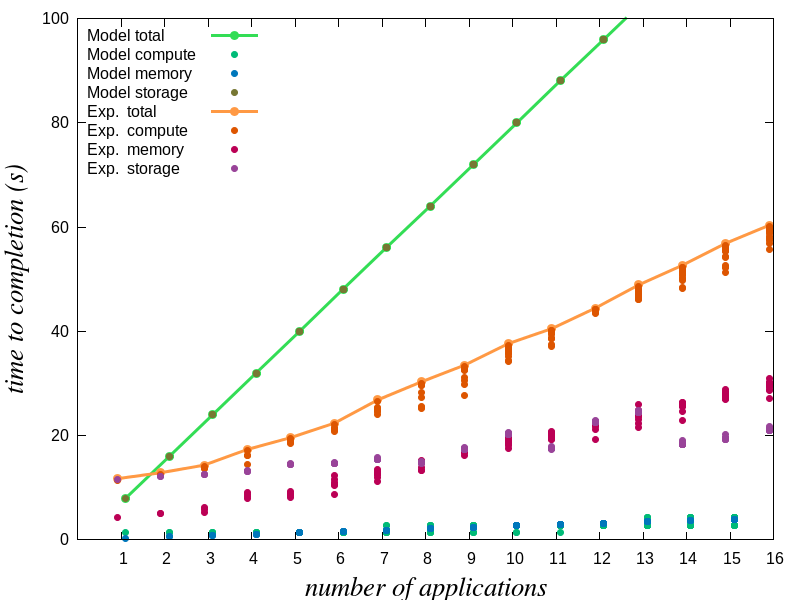 100
80
60
40
20
0
time to completion (s)
Model total
Model compute
Model memory
Model storage
Exp. total
Exp. compute
Exp. memory
Exp. storage
1 2 3 4 5 6 7 8 9 10 11 12 13 14 15 16
number of applications